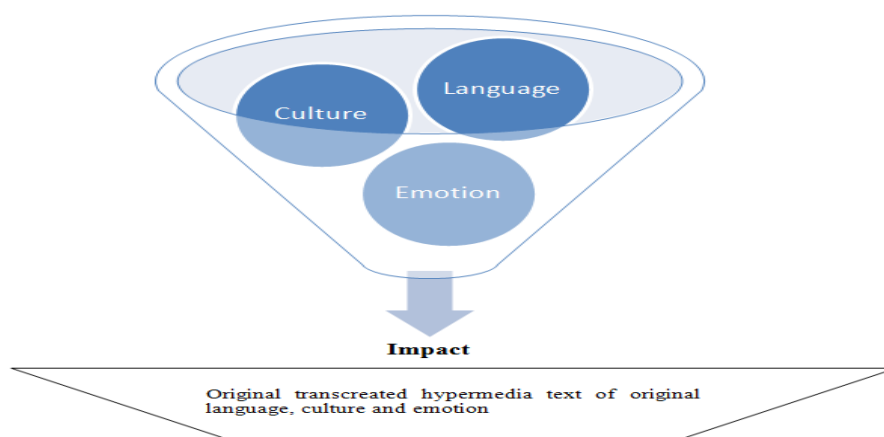 Language
Culture
Emotion
Impact
Original transcreated hypermedia text of original
language, culture and emotion